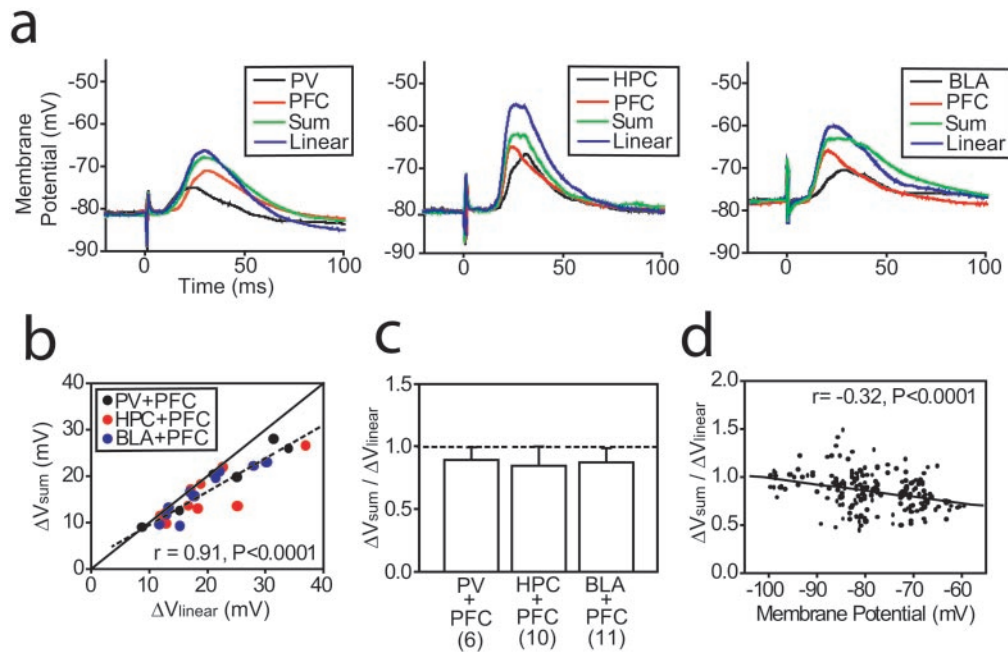 a
Membrane
Potential (mV)
-50
-60
-70
-80
-90
PV
PFC
Sum
Linear
0
50
100
Time (ms)
-50
-60
-70
-80
-90
HPC
PFC
Sum
Linear
0
50
100
-50
-60
-70
-80
-90
BLA
PFC
Sum
Linear
0
50
100
b
ΔVsum (mV)
40
30
20
10
0
PV+PFC
HPC+PFC
BLA+PFC
r = 0.91, P<0.0001
0
10
20
30
40
ΔVlinear (mV)
c
ΔVsum / ΔVlinear
1.5
1.0
0.5
0.0
PV
+
PFC
(6)
HPC
+
PFC
(10)
BLA
+
PFC
(11)
d
ΔVsum / ΔVlinear
2.0
1.5
1.0
0.5
0.0
r= -0.32, P<0.0001
-100
-90
-80
-70
-60
Membrane Potential (mV)